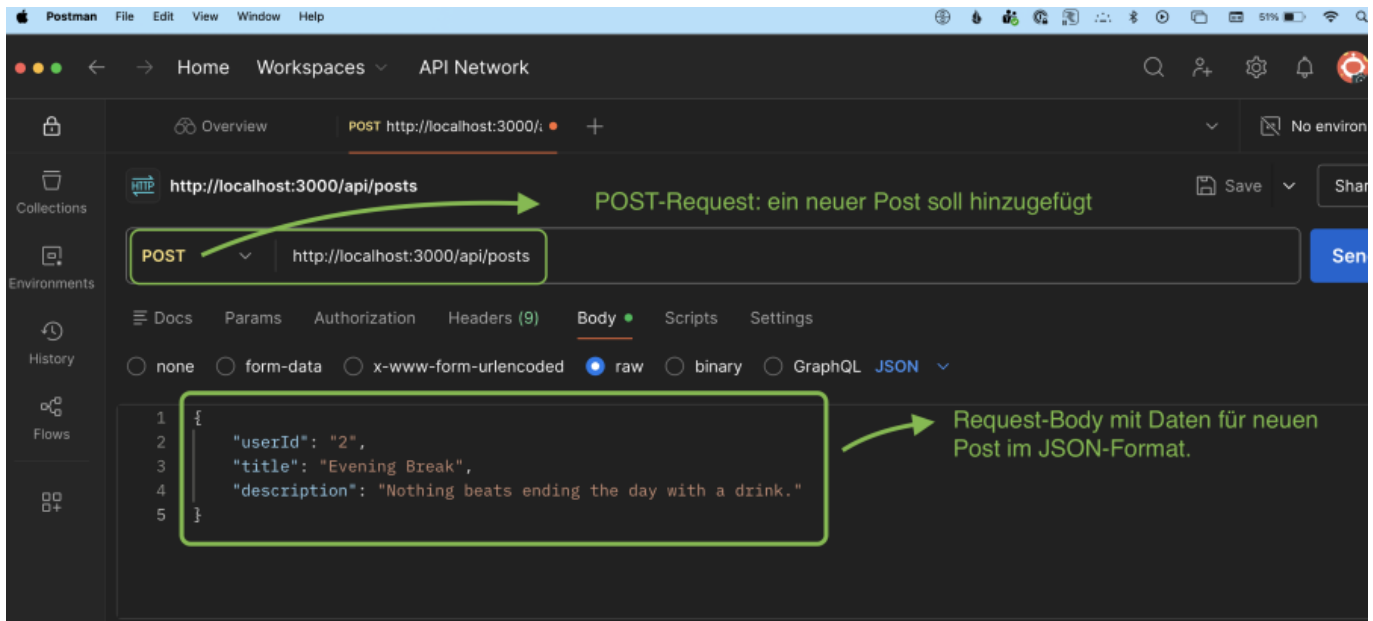 Postman File Edit View Window Help 51%
Home Workspaces API Network
Overview POST http://localhost:3000/ No environ
HTTP http://localhost:3000/api/posts Save Shar
POST-Request: ein neuer Post soll hinzugefügt
POST http://localhost:3000/api/posts Sen
Collections
Environments
Docs Params Authorization Headers (9) Body Scripts Settings
History
none form-data x-www-form-urlencoded raw binary GraphQL JSON
Flows
1 {
2 "userId": "2",
3 "title": "Evening Break",
4 "description": "Nothing beats ending the day with a drink."
5 }
Request-Body mit Daten für neuen
Post im JSON-Format.